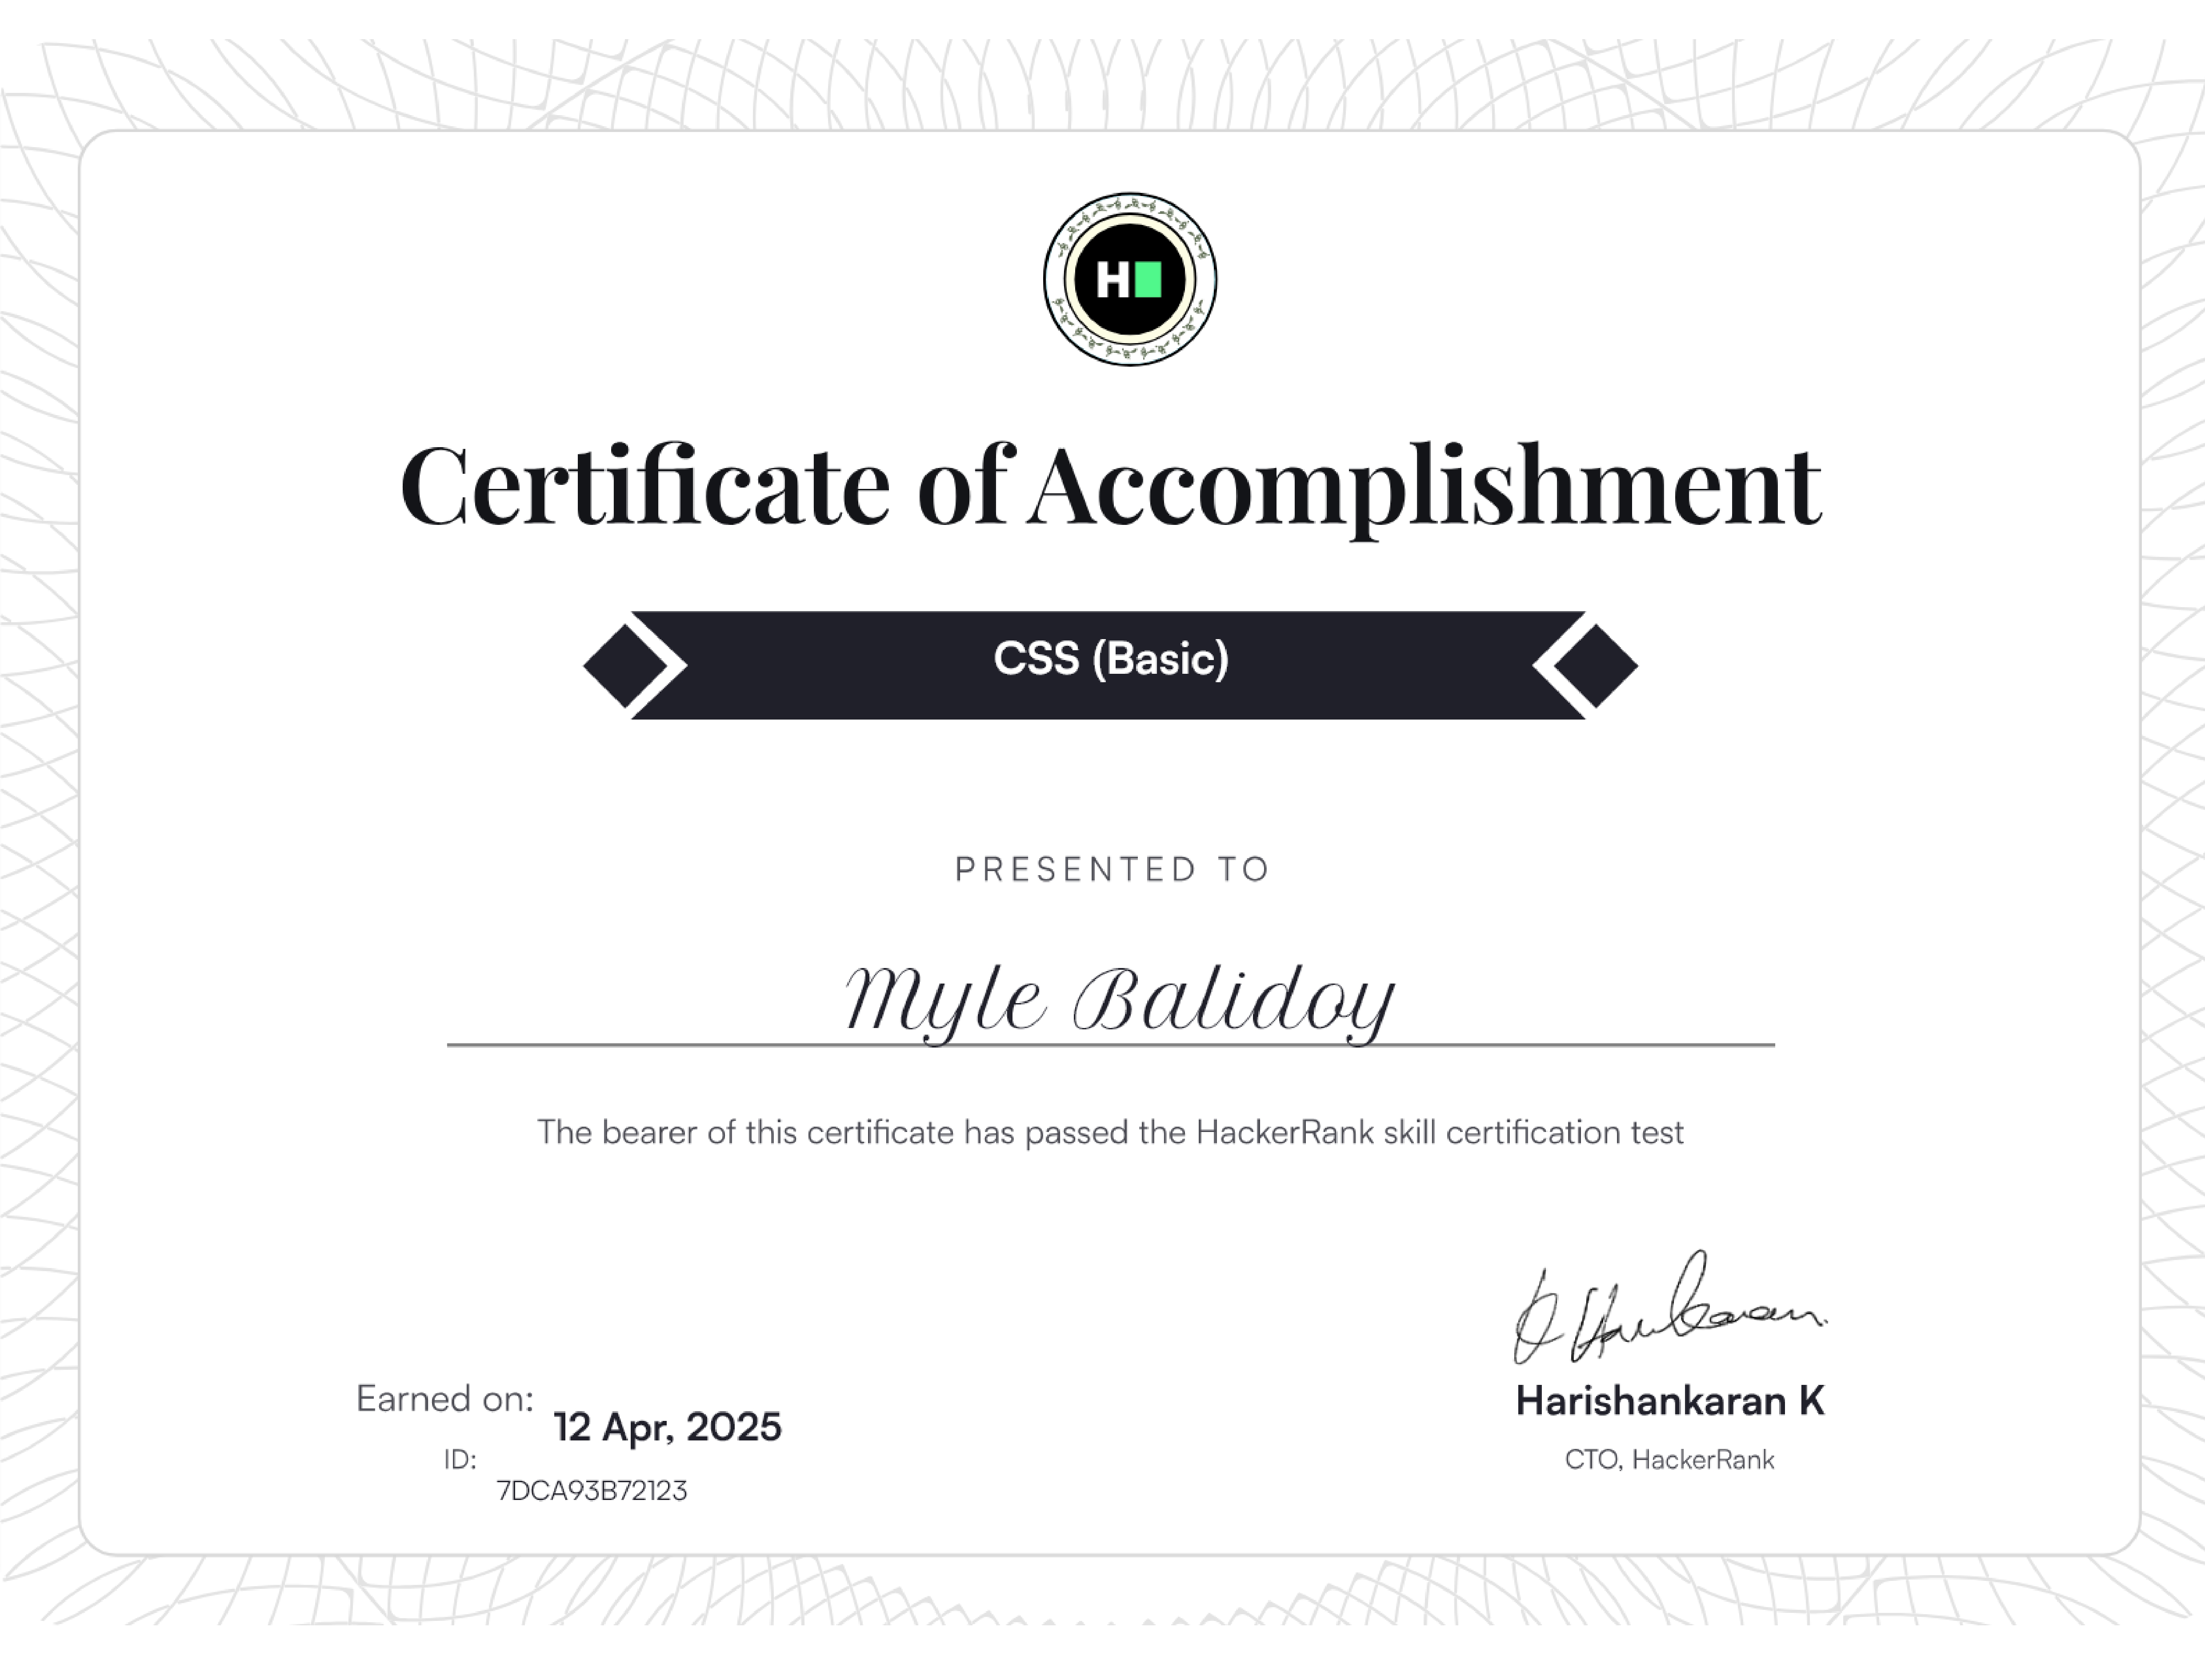 H
Certificate of Accomplishment
CSS (Basic)
PRESENTED TO
Myle Balidoy
The bearer of this certificate has passed the HackerRank skill certification test
Earned on: 12 Apr, 2025
ID: 7DCA93B72123
Harishankaran K
CTO, HackerRank